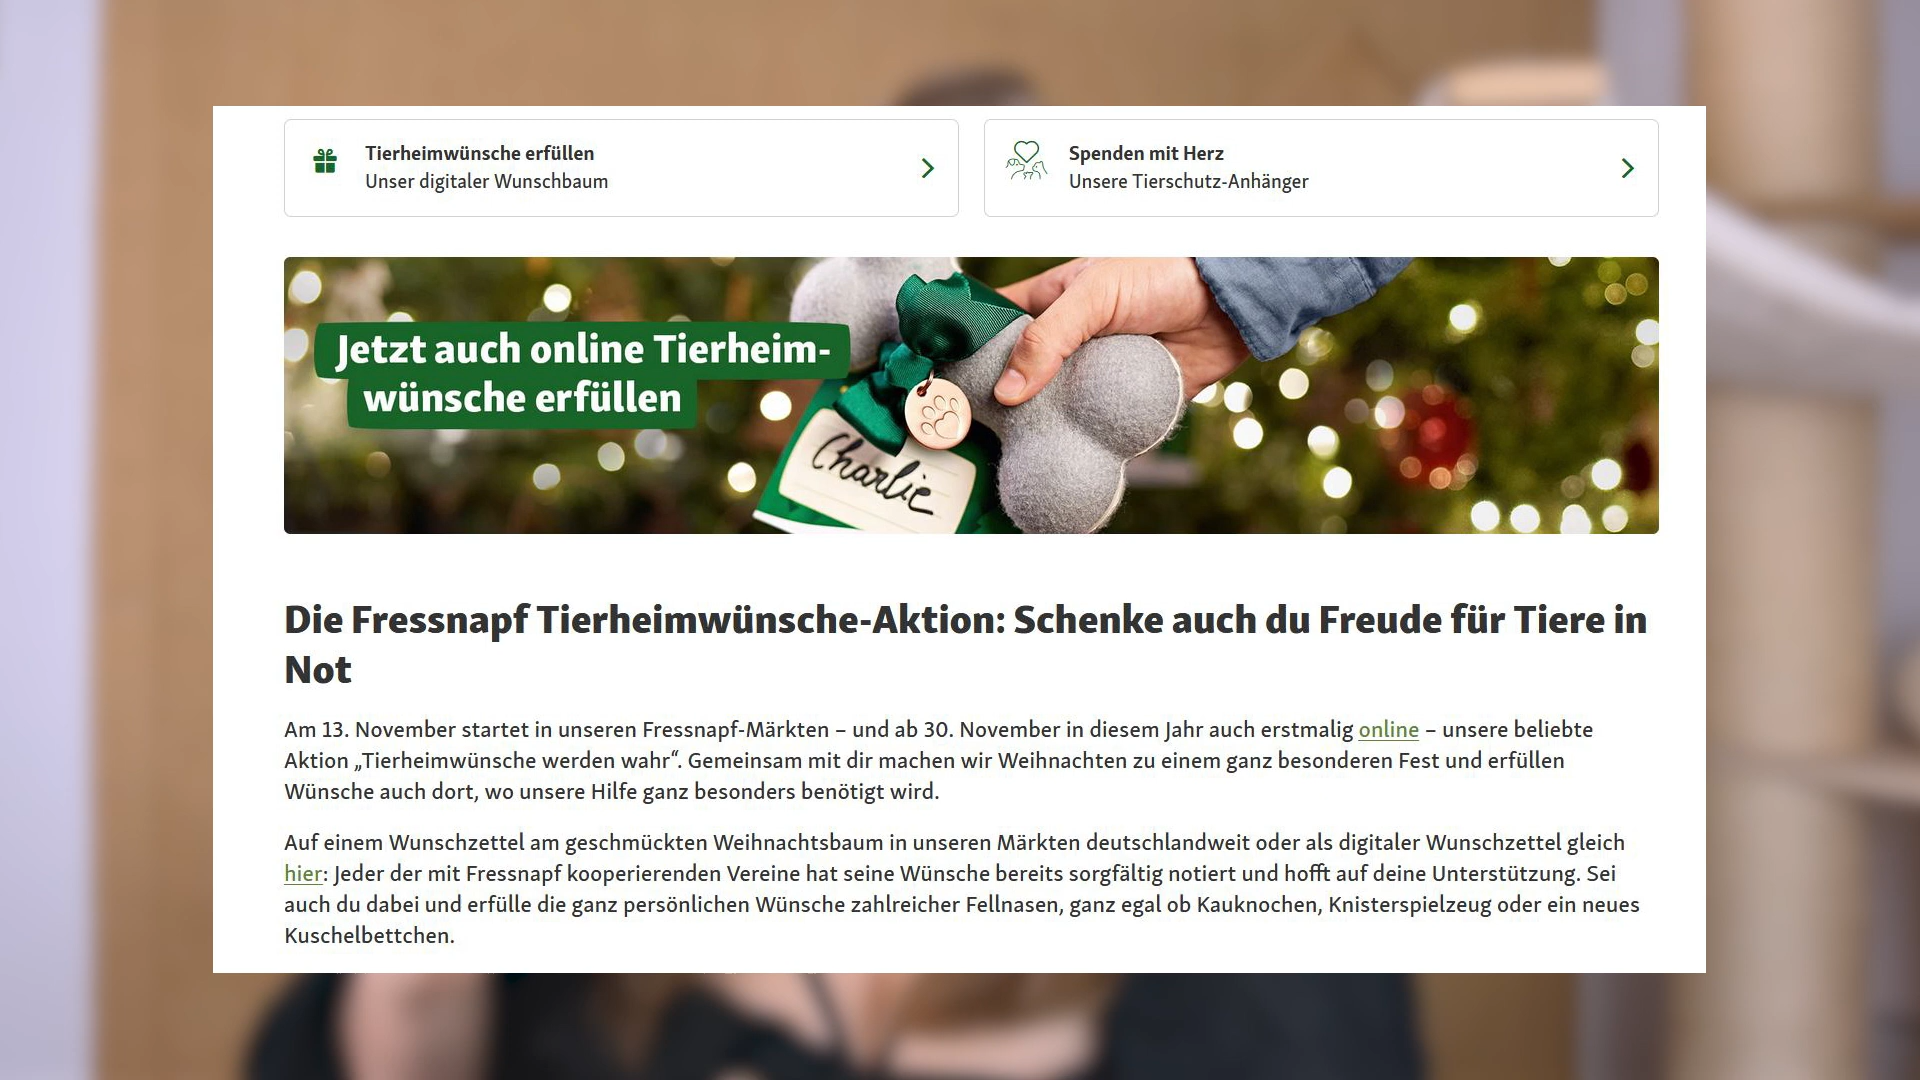 Tierheimwünsche erfüllen
Unser digitaler Wunschbaum
Spenden mit Herz
Unsere Tierschutz-Anhänger
Jetzt auch online Tierheim-
wünsche erfüllen
Charlie
Die Fressnapf Tierheimwünsche-Aktion: Schenke auch du Freude für Tiere in
Not
Am 13. November startet in unseren Fressnapf-Märkten – und ab 30. November in diesem Jahr auch erstmalig online – unsere beliebte
Aktion „Tierheimwünsche werden wahr“. Gemeinsam mit dir machen wir Weihnachten zu einem ganz besonderen Fest und erfüllen
Wünsche auch dort, wo unsere Hilfe ganz besonders benötigt wird.
Auf einem Wunschzettel am geschmückten Weihnachtsbaum in unseren Märkten deutschlandweit oder als digitaler Wunschzettel gleich
hier: Jeder der mit Fressnapf kooperierenden Vereine hat seine Wünsche bereits sorgfältig notiert und hofft auf deine Unterstützung. Sei
auch du dabei und erfülle die ganz persönlichen Wünsche zahlreicher Fellnasen, ganz egal ob Kauknochen, Knisterspielzeug oder ein neues
Kuschelbettchen.